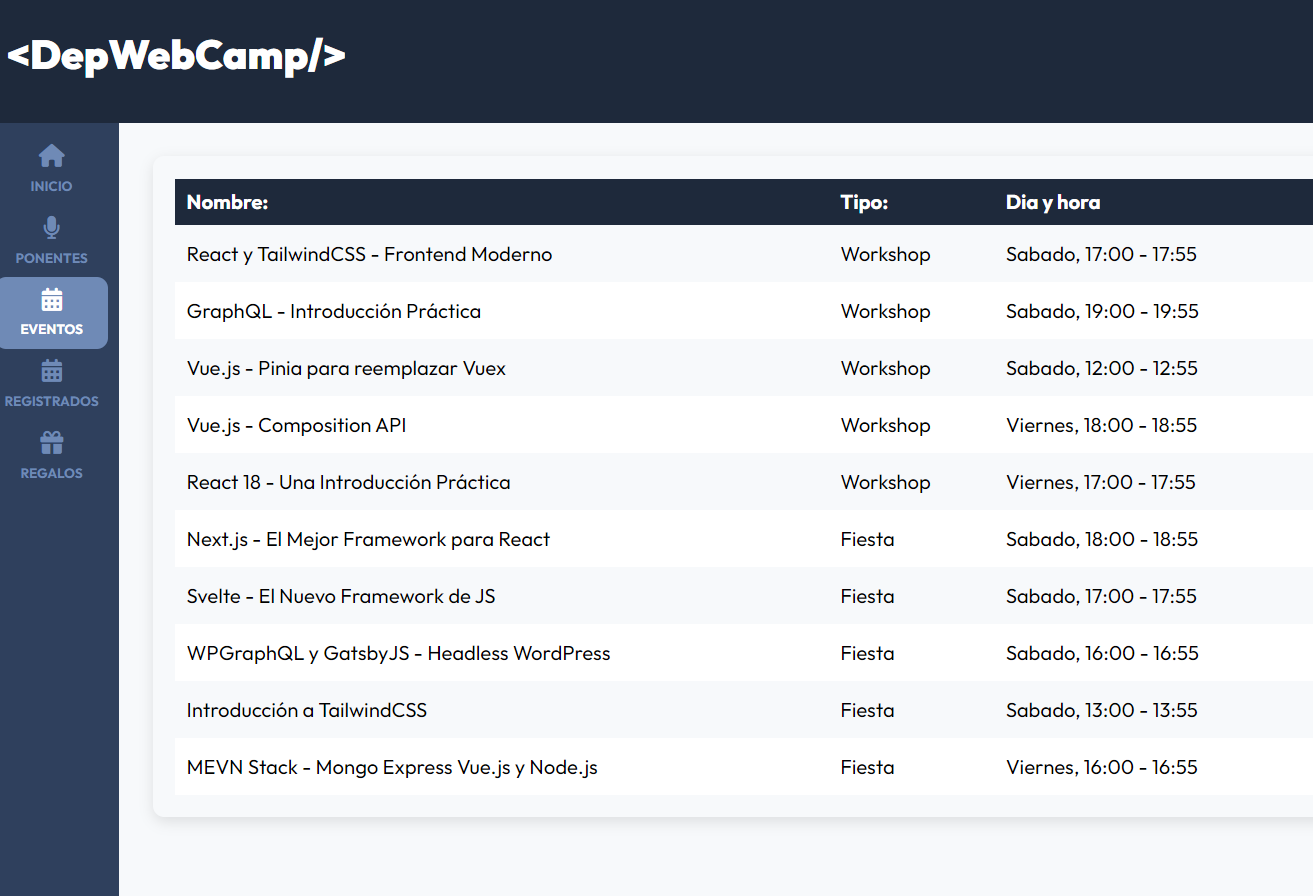 <DepWebCamp/>
INICIO
PONENTES
EVENTOS
REGISTRADOS
REGALOS
Nombre: Tipo: Dia y hora
React y TailwindCSS - Frontend Moderno Workshop Sabado, 17:00 - 17:55
GraphQL - Introducción Práctica Workshop Sabado, 19:00 - 19:55
Vue.js - Pinia para reemplazar Vuex Workshop Sabado, 12:00 - 12:55
Vue.js - Composition API Workshop Viernes, 18:00 - 18:55
React 18 - Una Introducción Práctica Workshop Viernes, 17:00 - 17:55
Next.js - El Mejor Framework para React Fiesta Sabado, 18:00 - 18:55
Svelte - El Nuevo Framework de JS Fiesta Sabado, 17:00 - 17:55
WPGraphQL y GatsbyJS - Headless WordPress Fiesta Sabado, 16:00 - 16:55
Introducción a TailwindCSS Fiesta Sabado, 13:00 - 13:55
MEVN Stack - Mongo Express Vue.js y Node.js Fiesta Viernes, 16:00 - 16:55